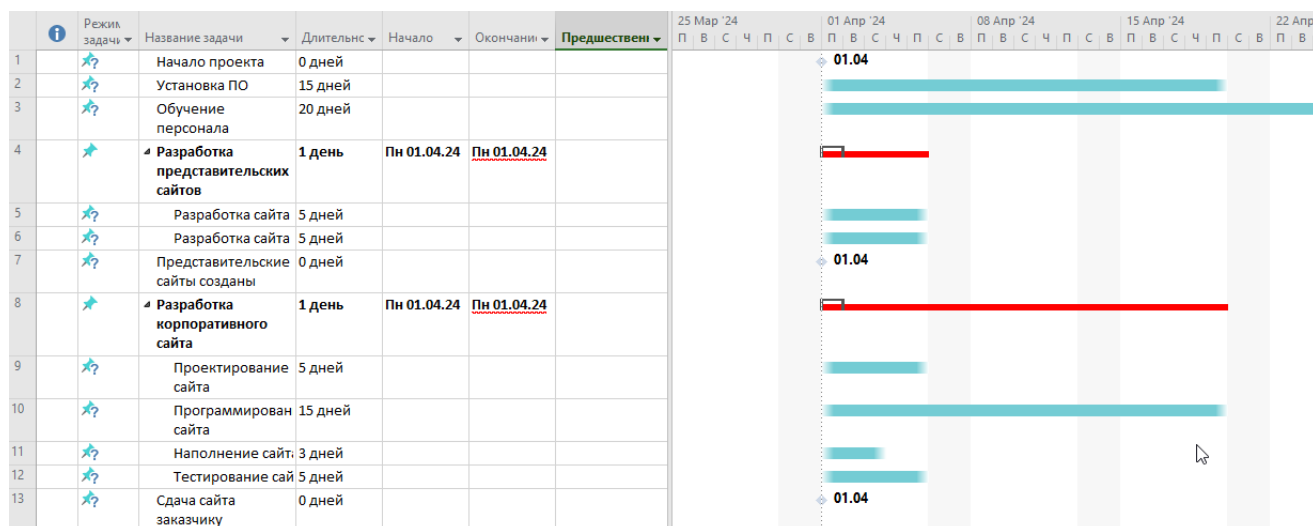 25 Мар '24 01 Апр '24 08 Апр '24 15 Апр '24 22 Апр
Режим задачи Название задачи Длительнс Начало Окончани Предшествени П В С Ч П С В П В С Ч П С В П В С Ч П С В П В С Ч П С В П В
1 Начало проекта 0 дней 01.04
2 Установка ПО 15 дней
3 Обучение 20 дней
персонала
4 Разработка 1 день Пн 01.04.24 Пн 01.04.24
представительских
сайтов
5 Разработка сайта 5 дней
6 Разработка сайта 5 дней
7 Представительские 0 дней 01.04
сайты созданы
8 Разработка 1 день Пн 01.04.24 Пн 01.04.24
корпоративного
сайта
9 Проектирование 5 дней
сайта
10 Программирован 15 дней
сайта
11 Наполнение сайта 3 дней
12 Тестирование сай 5 дней
13 Сдача сайта 0 дней 01.04
заказчику